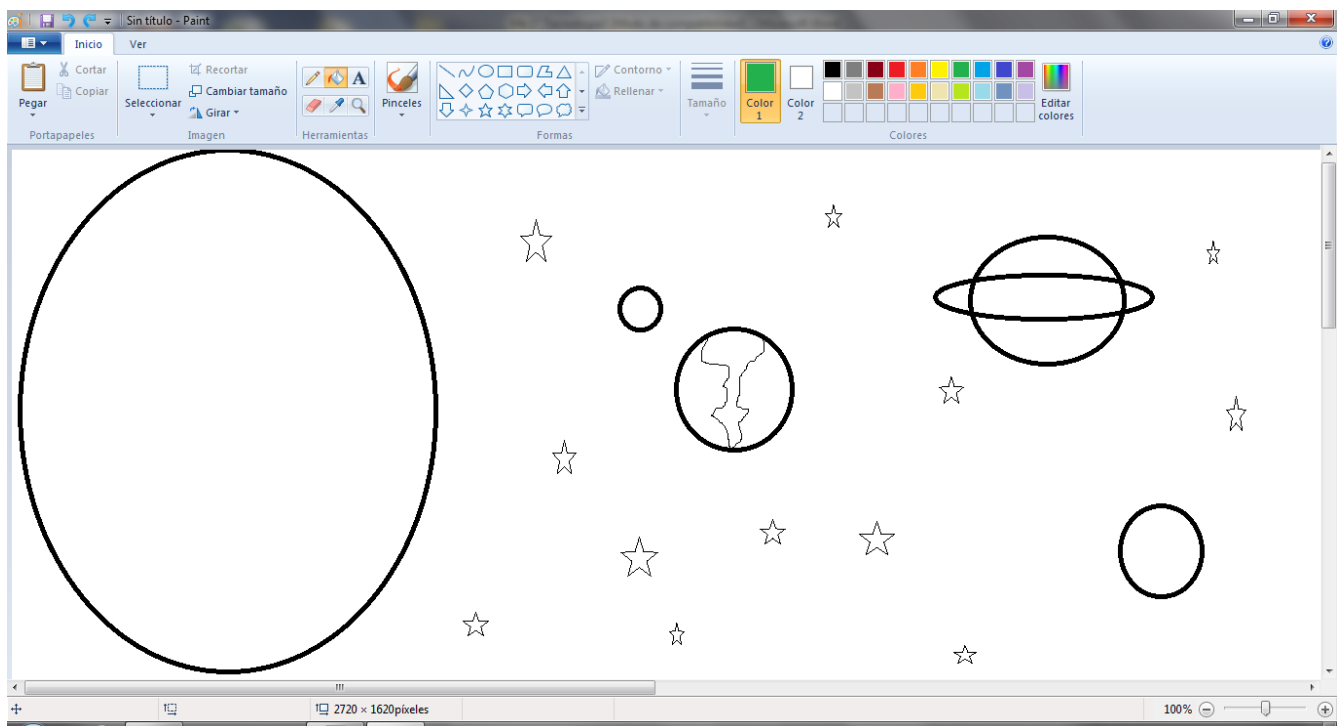 Sin título - Paint
Inicio Ver
Cortar
Copiar
Pegar
Portapapeles
Seleccionar
Recortar
Cambiar tamaño
Girar
Imagen
A
Herramientas
Pinceles
Contorno
Rellenar
Formas
Tamaño
Color 1
Color 2
Editar colores
Colores
2720 × 1620píxeles
100%